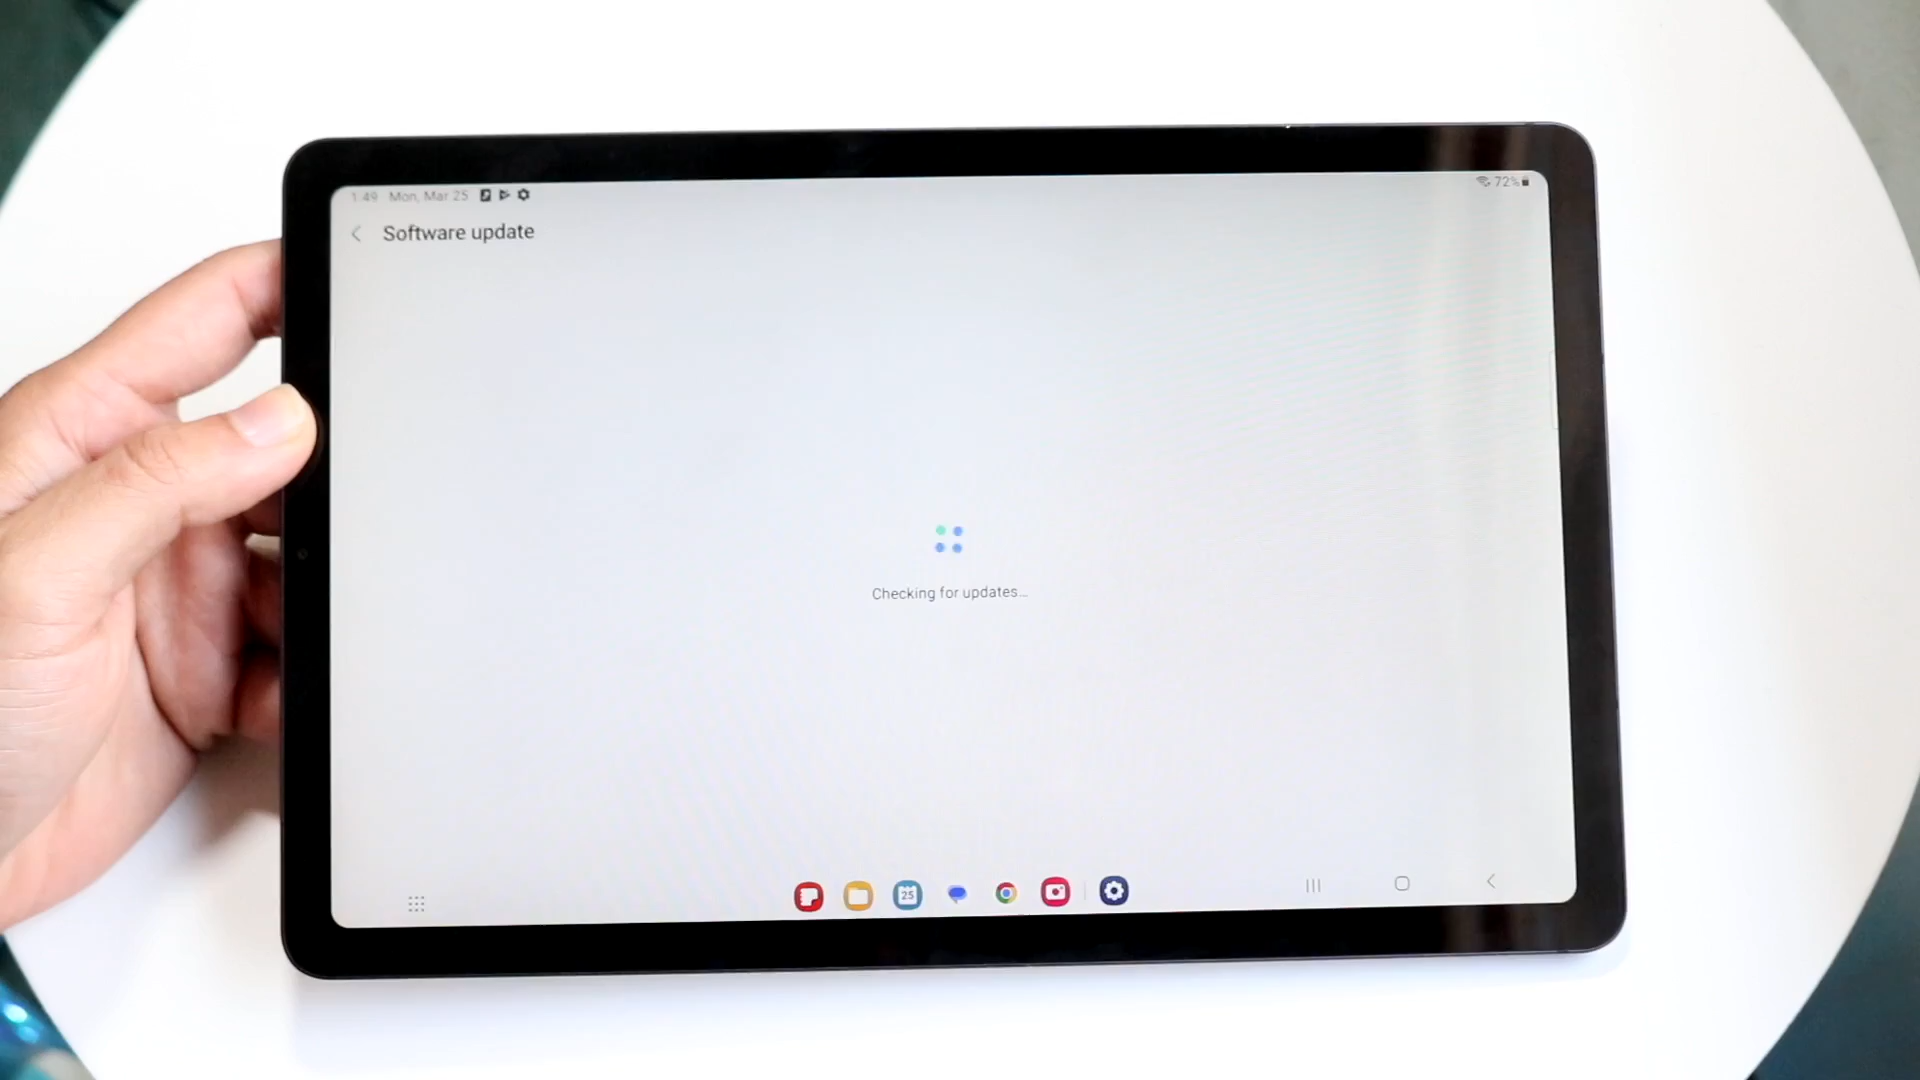 1:49 Mon, Mar 25
72%
Software update
Checking for updates...
25